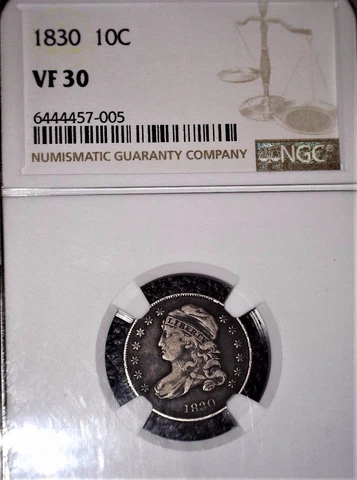 1830 10C
VF 30
6444457-005
NUMISMATIC GUARANTY COMPANY
NGC
LIBERTY
1830